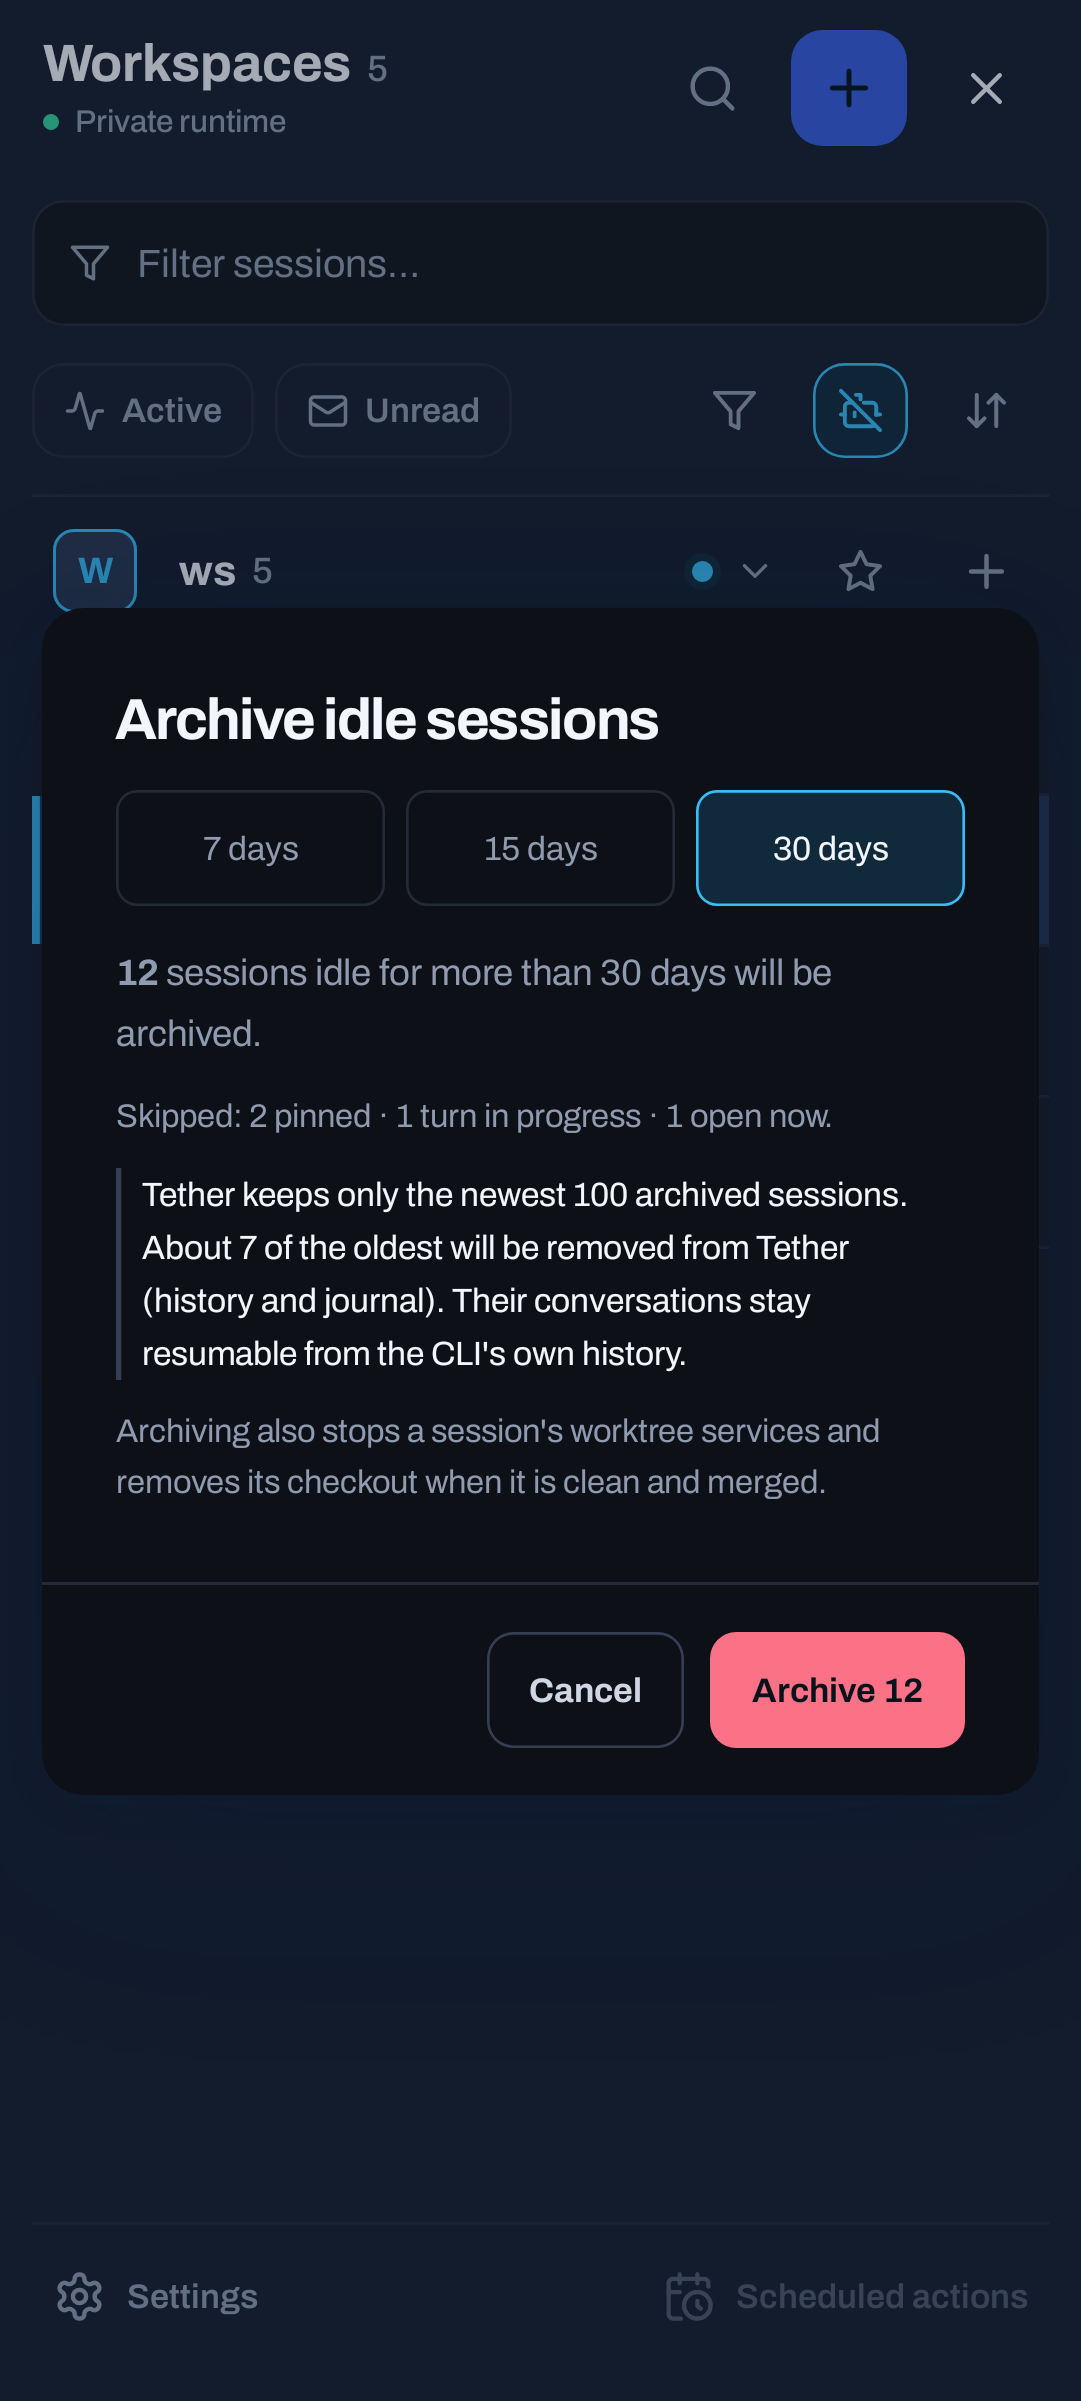 Workspaces 5
Private runtime
Filter sessions...
Active
Unread
W
ws 5
Archive idle sessions
7 days
15 days
30 days
12 sessions idle for more than 30 days will be
archived.
Skipped: 2 pinned · 1 turn in progress · 1 open now.
Tether keeps only the newest 100 archived sessions.
About 7 of the oldest will be removed from Tether
(history and journal). Their conversations stay
resumable from the CLI's own history.
Archiving also stops a session's worktree services and
removes its checkout when it is clean and merged.
Cancel
Archive 12
Settings
Scheduled actions